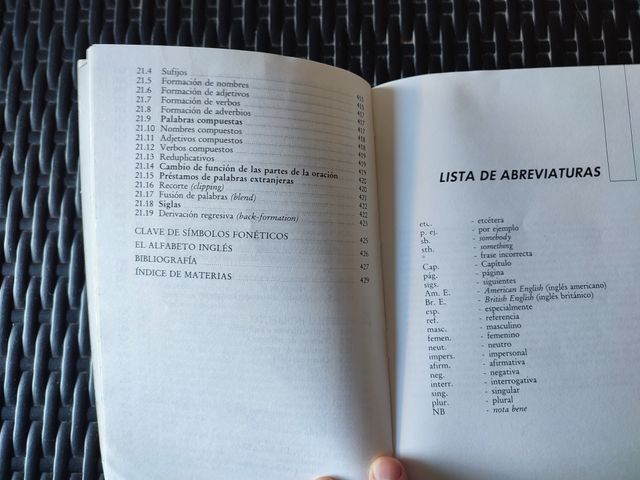 21.4 Sufijos
21.5 Formación de nombres
21.6 Formación de adjetivos
21.7 Formación de verbos
21.8 Formación de adverbios
21.9 Palabras compuestas
21.10 Nombres compuestos
21.11 Adjetivos compuestos
21.12 Verbos compuestos
21.13 Reduplicativos
21.14 Cambio de función de las partes de la oración
21.15 Préstamos de palabras extranjeras
21.16 Recorte (clipping)
21.17 Fusión de palabras (blend)
21.18 Siglas 422
21.19 Derivación regresiva (back-formation) 423
CLAVE DE SÍMBOLOS FONÉTICOS 425
EL ALFABETO INGLÉS 426
BIBLIOGRAFÍA 427
ÍNDICE DE MATERIAS 429
LISTA DE ABREVIATURAS
etc. - etcétera
p. ej. - por ejemplo
sb. - somebody
sth. - something
* - frase incorrecta
Cap. - Capítulo
pág. - página
sigs. - siguientes
Am. E. - American English (inglés americano)
Br. E. - British English (inglés británico)
esp. - especialmente
ref. - referencia
masc. - masculino
femen. - femenino
neut. - neutro
impers. - impersonal
afirm. - afirmativa
neg. - negativa
interr. - interrogativa
sing. - singular
plur. - plural
NB - nota bene